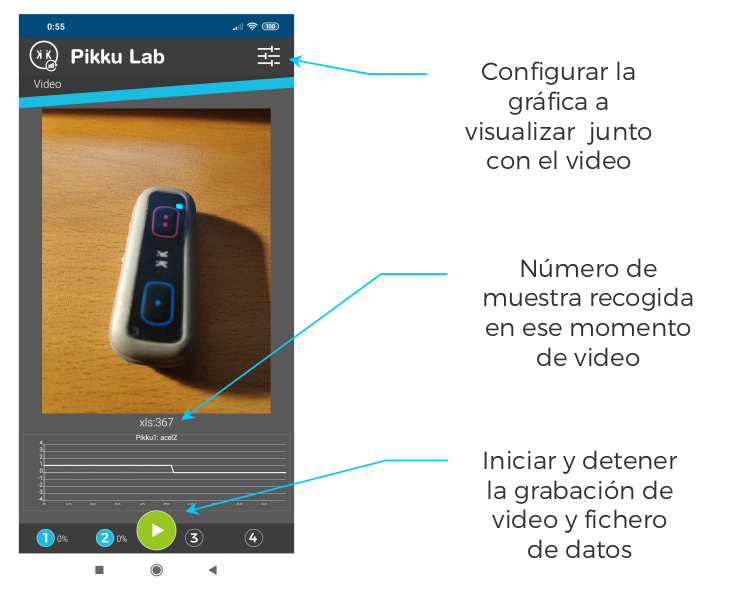 0:55
100
Pikku Lab
Video
Configurar la
gráfica a
visualizar junto
con el video
Número de
muestra recogida
en ese momento
de video
xls:367
Pikku1: acelZ
4
3
2
1
0
-1
-2
-3
-4
Iniciar y detener
la grabación de
video y fichero
de datos
1 0%
2 0%
3
4